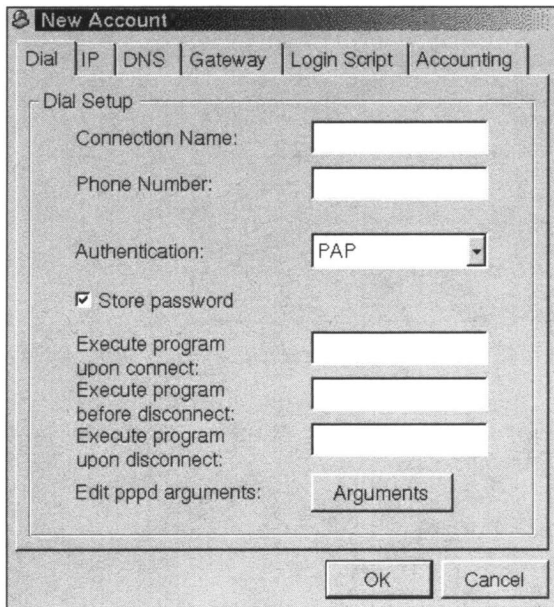 New Account
Dial IP DNS Gateway Login Script Accounting
Dial Setup
Connection Name:
Phone Number:
Authentication: PAP
Store password
Execute program
upon connect:
Execute program
before disconnect:
Execute program
upon disconnect:
Edit pppd arguments: Arguments
OK Cancel